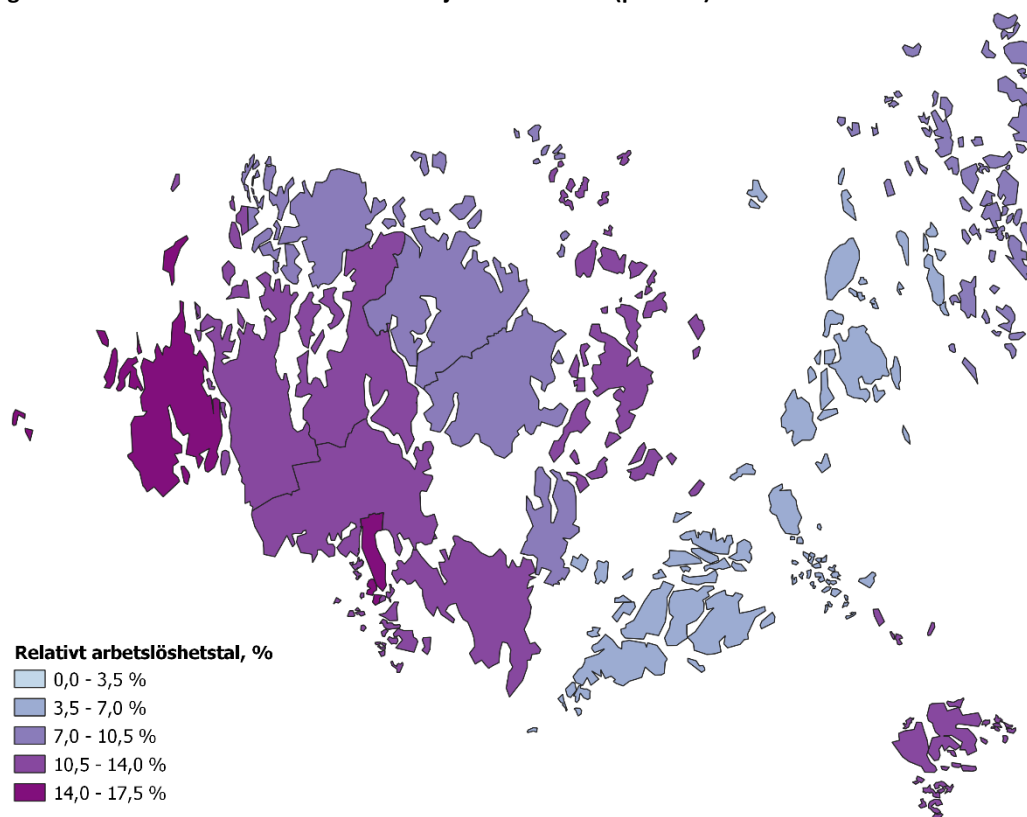 Relativt arbetslöshetstal, %
0,0 - 3,5 %
3,5 - 7,0 %
7,0 - 10,5 %
10,5 - 14,0 %
14,0 - 17,5 %